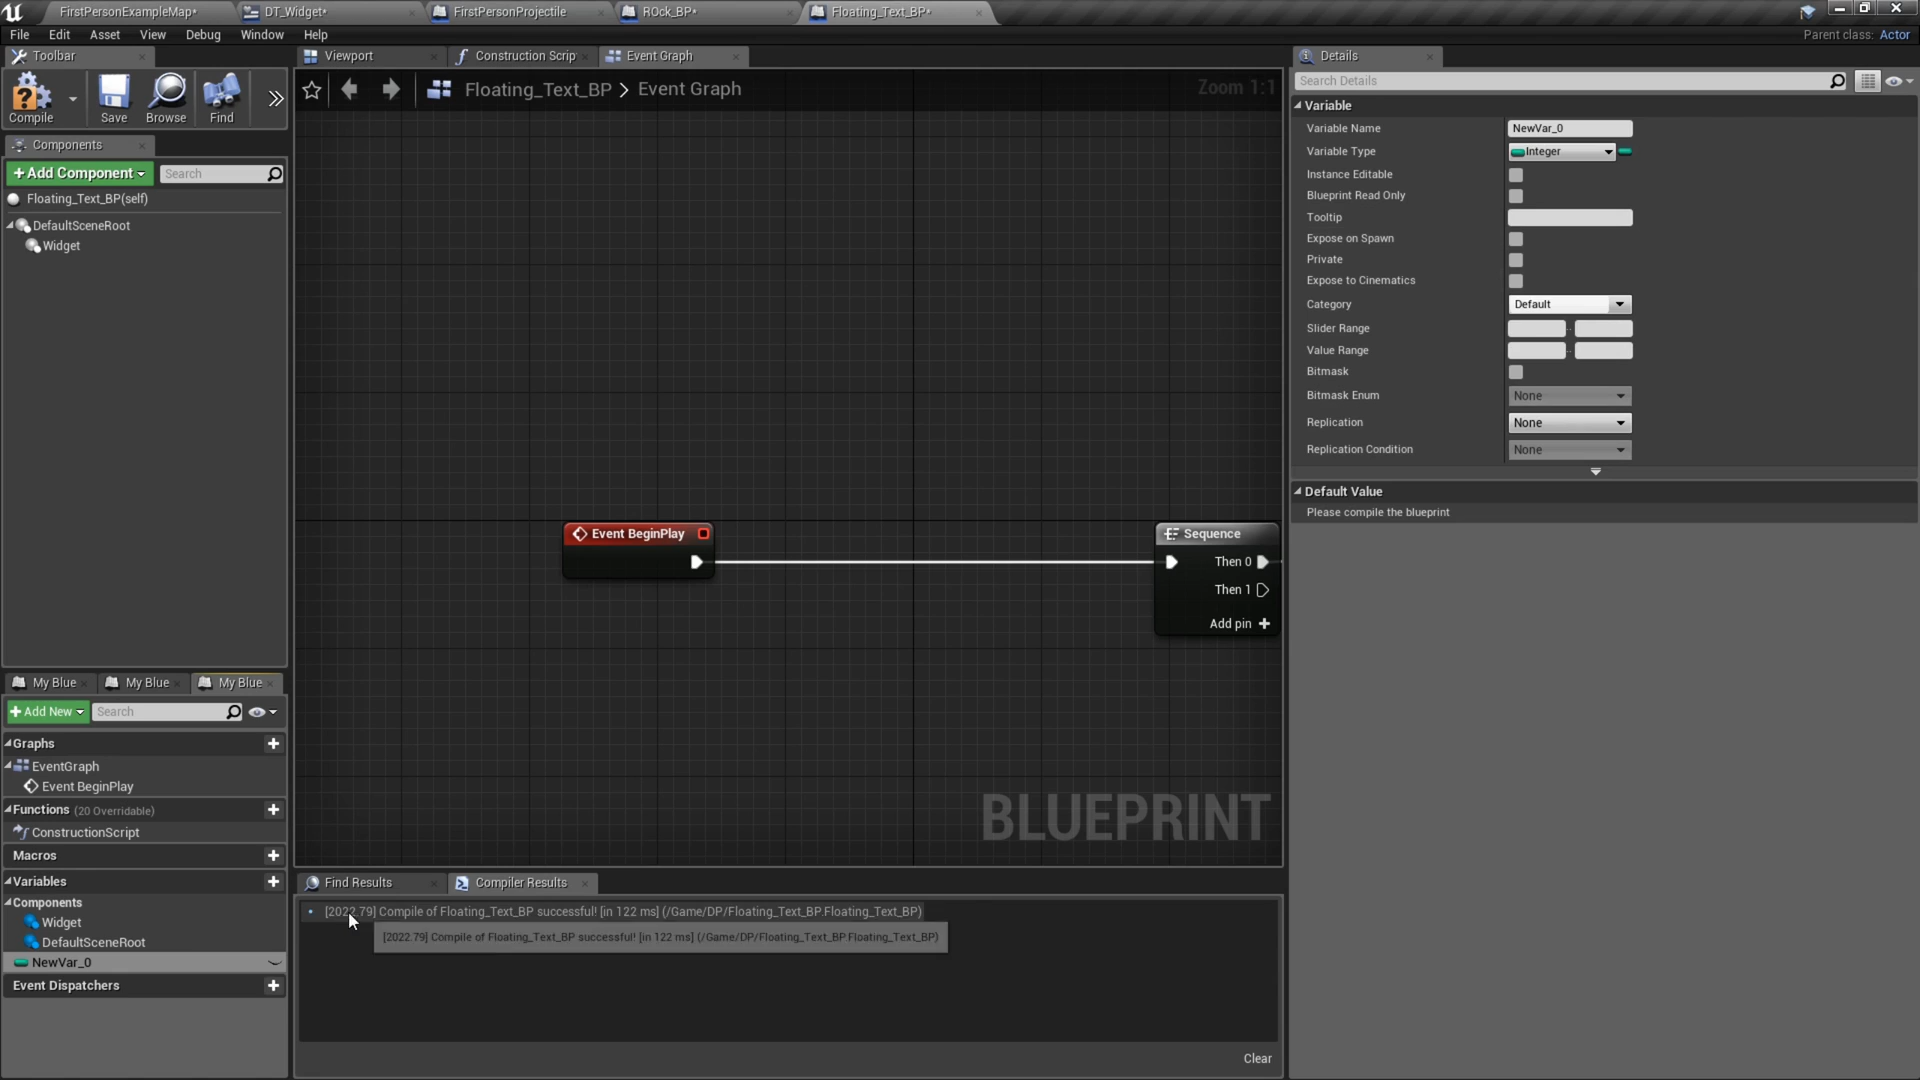 FirstPersonExampleMap*
DT_Widget*
FirstPersonProjectile
ROck_BP*
Floating_Text_BP*
File Edit Asset View Debug Window Help
Parent class: Actor
Toolbar
Compile
Save
Browse
Find
Components
+Add Component
Search
Floating_Text_BP(self)
DefaultSceneRoot
Widget
My Blue
My Blue
My Blue
+Add New
Search
Graphs
EventGraph
Event BeginPlay
Functions (20 Overridable)
ConstructionScript
Macros
Variables
Components
Widget
DefaultSceneRoot
NewVar_0
Event Dispatchers
Viewport
Construction Scrip
Event Graph
Floating_Text_BP > Event Graph
Zoom 1:1
Event BeginPlay
Sequence
Then 0
Then 1
Add pin +
BLUEPRINT
Find Results
Compiler Results
[2022.79] Compile of Floating_Text_BP successful! [in 122 ms] (/Game/DP/Floating_Text_BP.Floating_Text_BP)
[2022.79] Compile of Floating_Text_BP successful! [in 122 ms] (/Game/DP/Floating_Text_BP.Floating_Text_BP)
Clear
Details
Search Details
Variable
Variable Name NewVar_0
Variable Type Integer
Instance Editable
Blueprint Read Only
Tooltip
Expose on Spawn
Private
Expose to Cinematics
Category Default
Slider Range
Value Range
Bitmask
Bitmask Enum None
Replication None
Replication Condition None
Default Value
Please compile the blueprint